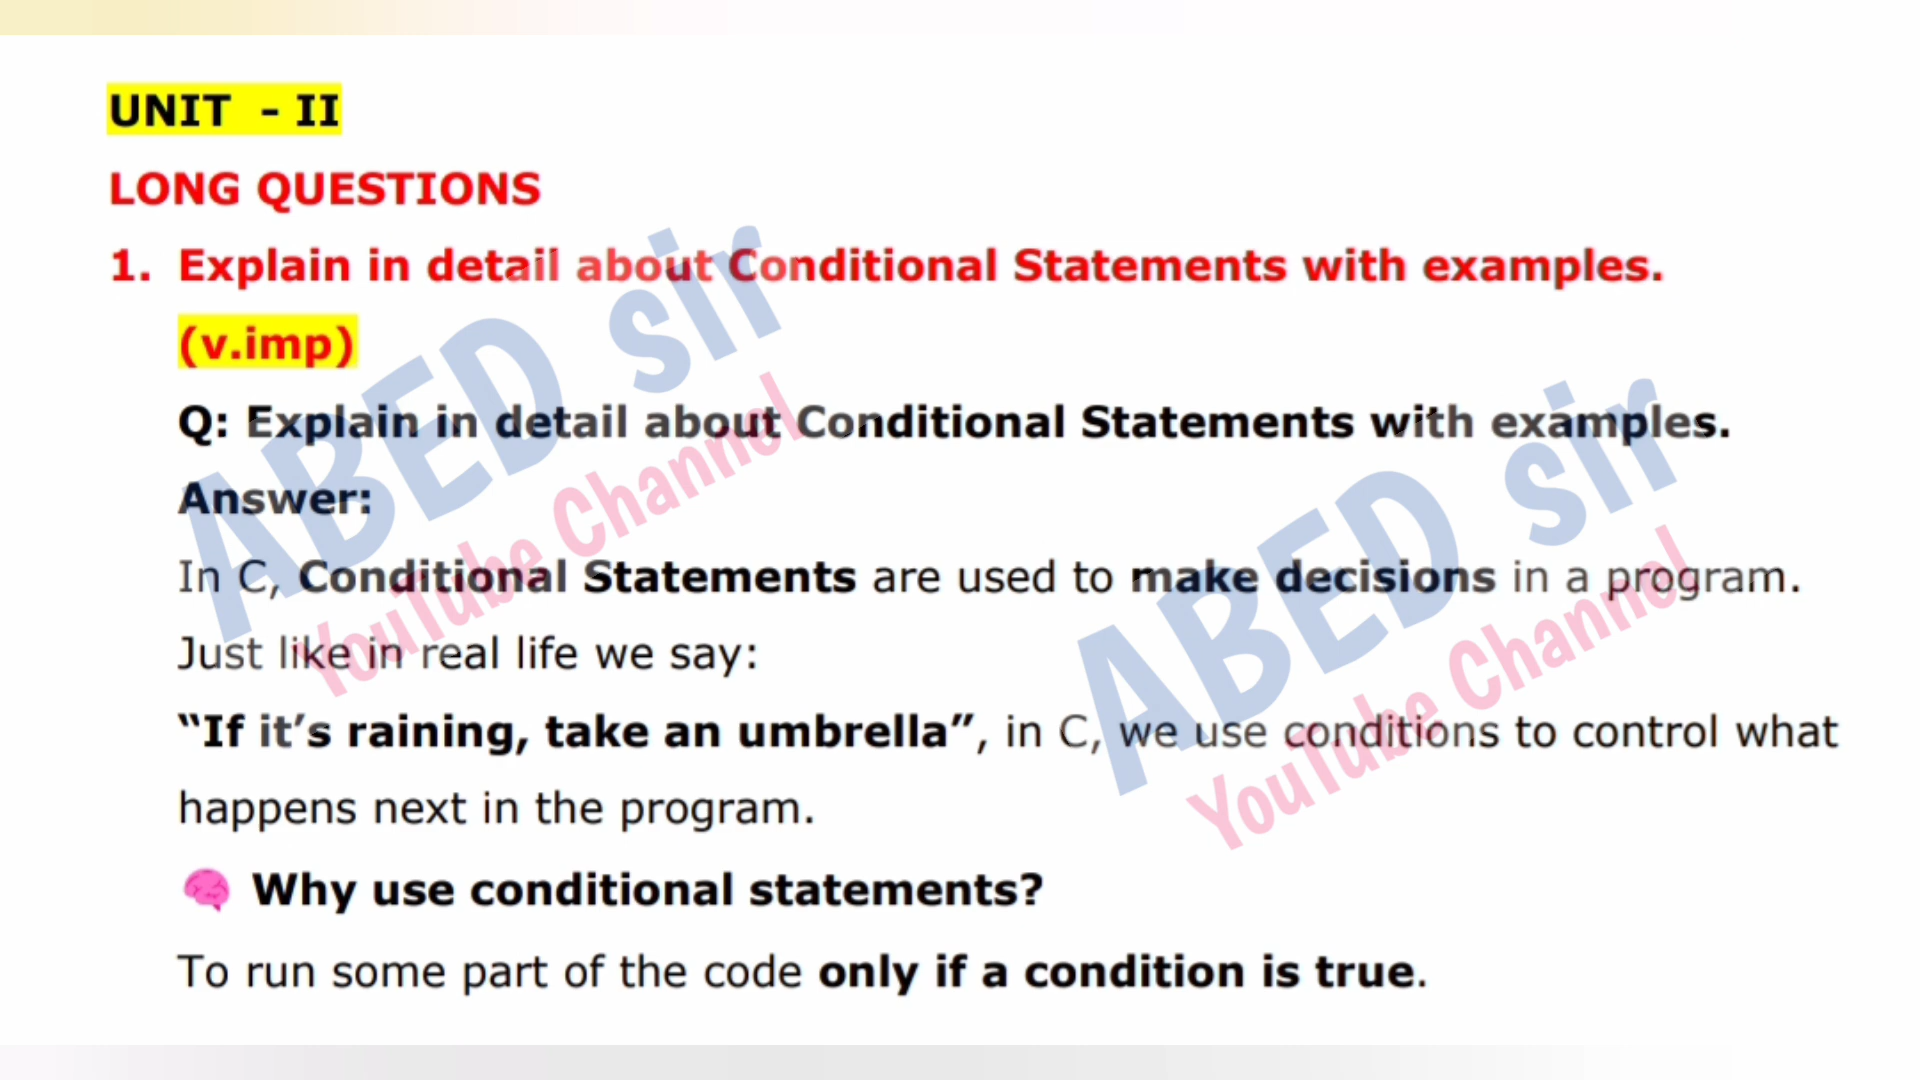 UNIT - II
LONG QUESTIONS
1. Explain in detail about Conditional Statements with examples.
(v.imp)
Q: Explain in detail about Conditional Statements with examples.
Answer:
In C, Conditional Statements are used to make decisions in a program.
Just like in real life we say:
“If it’s raining, take an umbrella”, in C, we use conditions to control what
happens next in the program.
Why use conditional statements?
To run some part of the code only if a condition is true.
ABED sir
YouTube Channel
ABED sir
YouTube Channel